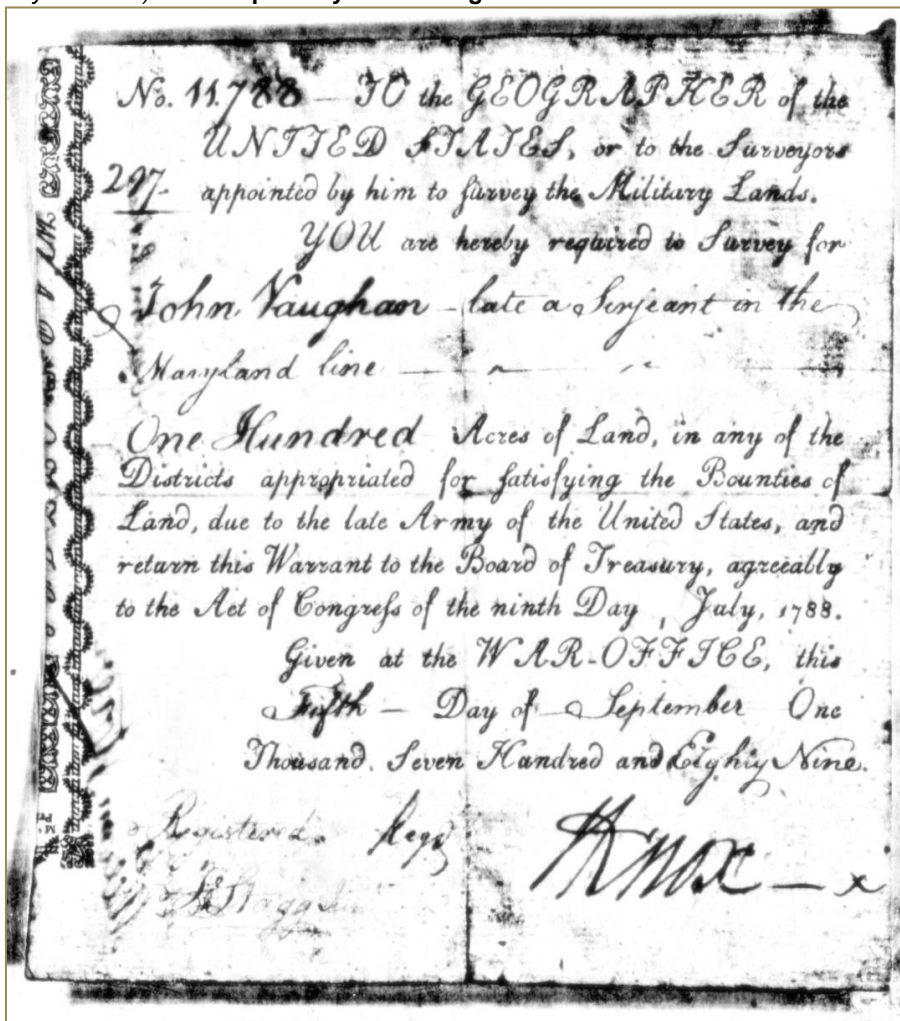 No. 11.788 — TO the GEOGRAPHER of the
UNITED STATES, or to the Surveyors
297. appointed by him to ſurvey the Military Lands.
YOU are hereby required to Survey for
John Vaughan — late a Serjeant in the
Maryland line
One Hundred Acres of Land, in any of the
Districts appropriated for ſatisfying the Bounties of
Land, due to the late Army of the United States, and
return this Warrant to the Board of Treasury, agreeably
to the Act of Congreſs of the ninth Day, July, 1788.
Given at the WAR-OFFICE, this
Fifth — Day of September One
Thousand. Seven Hundred and Eighty Nine.
Registered
HKnox — x